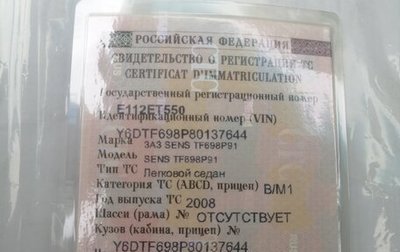 РОССИЙСКАЯ ФЕДЕРАЦИЯ
СВИДЕТЕЛЬСТВО О РЕГИСТРАЦИИ ТС
CERTIFICAT D'IMMATRICULATION
Государственный регистрационный номер
Е112ЕТ550
Идентификационный номер (VIN)
Y6DTF698P80137644
Марка ЗАЗ SENS TF698P91
Модель SENS TF698P91
Тип ТС Легковой седан
Категория ТС (ABCD, прицеп) B/M1
Год выпуска ТС 2008
Шасси (рама) № ОТСУТСТВУЕТ
Кузов (кабина, прицеп) №
Y6DTF698P80137644